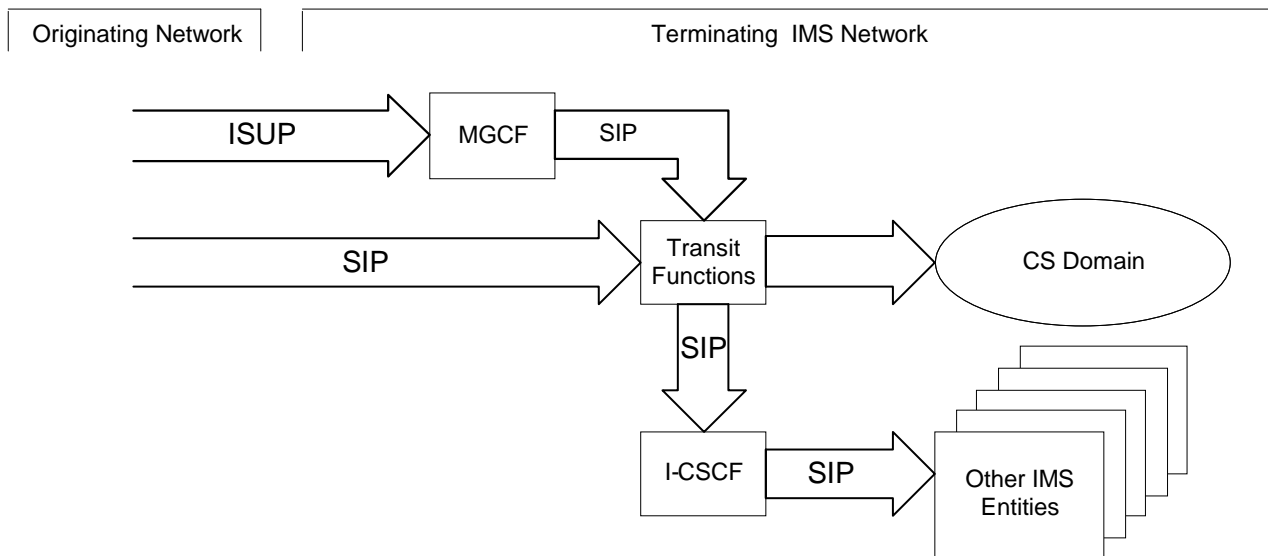 Originating Network
Terminating IMS Network
ISUP
MGCF
SIP
SIP
Transit
Functions
CS Domain
SIP
I-CSCF
SIP
Other IMS
Entities